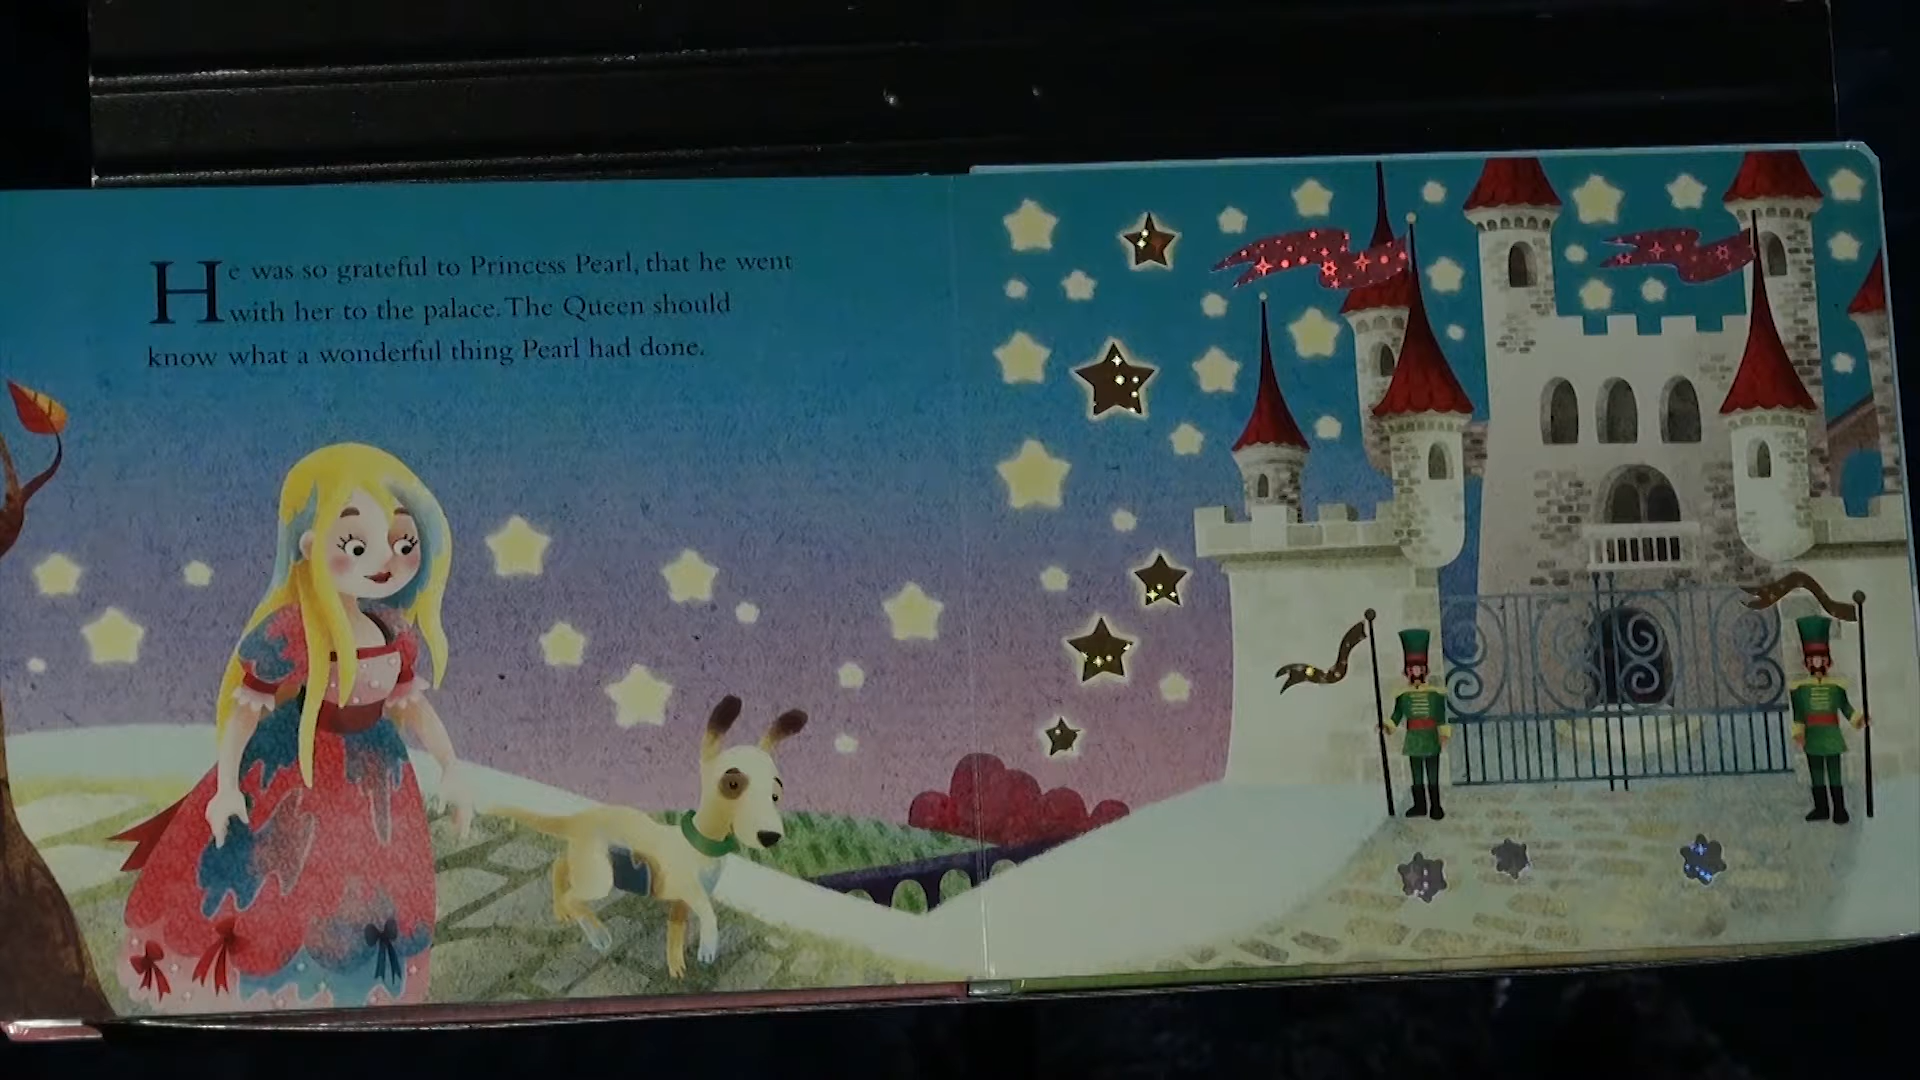 He was so grateful to Princess Pearl, that he went
with her to the palace. The Queen should
know what a wonderful thing Pearl had done.